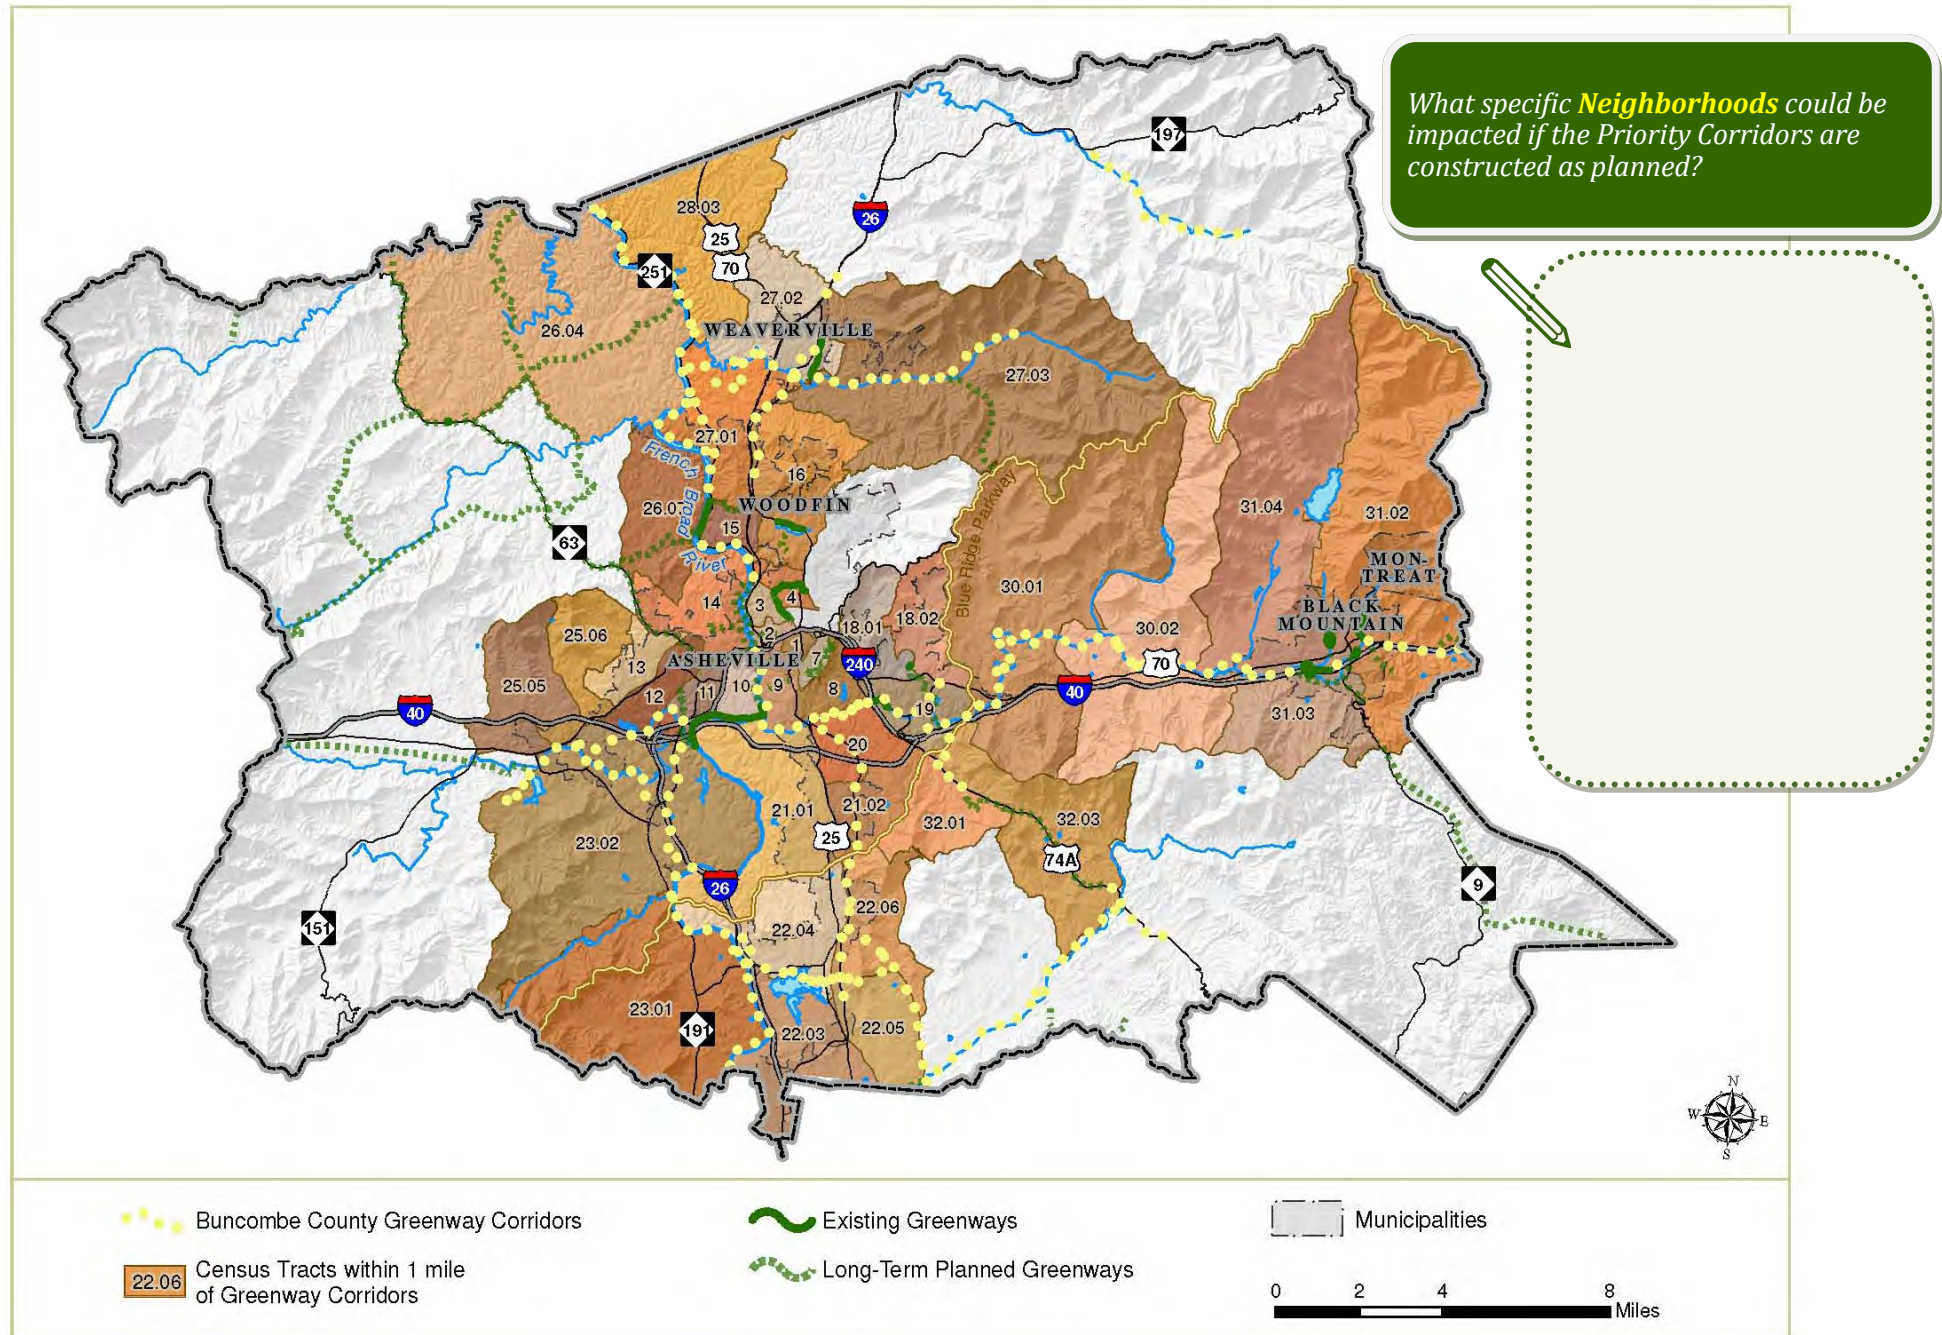 What specific Neighborhoods could be
impacted if the Priority Corridors are
constructed as planned?
197
28.03
26
25
251
70
27.02
WEAVERVILLE
26.04
27.03
27.01
French Broad River
16
26.07
WOODFIN
15
31.04
31.02
63
Blue Ridge Parkway
MON-
TREAT
30.01
14
3
4
BLACK
MOUNTAIN
18.01
18.02
30.02
25.06
2
13
ASHEVILLE
1
7
240
70
25.05
12
11
10
9
8
40
40
19
31.03
20
21.01
21.02
32.01
32.03
23.02
25
74A
26
9
22.06
151
22.04
23.01
191
22.03
22.05
N
W
E
S
Buncombe County Greenway Corridors
Existing Greenways
Municipalities
22.06
Census Tracts within 1 mile
of Greenway Corridors
Long-Term Planned Greenways
0 2 4 8
Miles